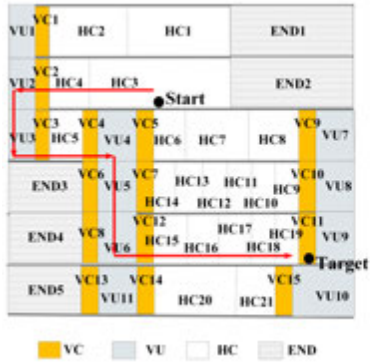 VC1
VU1 HC2 HC1 END1
VC2
VU2 HC4 HC3 END2
Start
VC3 VC4 VC5 VC9
VU3 HC5 VU4 HC6 HC7 HC8 VU7
VC6 VC7 HC13 HC11 VC10
END3 VU5 HC9 VU8
HC14 HC12 HC10
VC12 HC17 VC11
END4 VC8 HC15 HC19 VU9
VU6 HC16 HC18
Target
VC13 VC14 VC15
END5 VU11 HC20 HC21 VU10
VC VU HC END